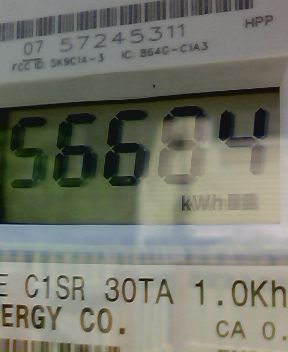 07 57245311 HPP
FCC ID: SK9C1A-3 IC: 864G-C1A3
56684
kWh
E C1SR 30TA 1.0Kh
ERGY CO. CA 0.